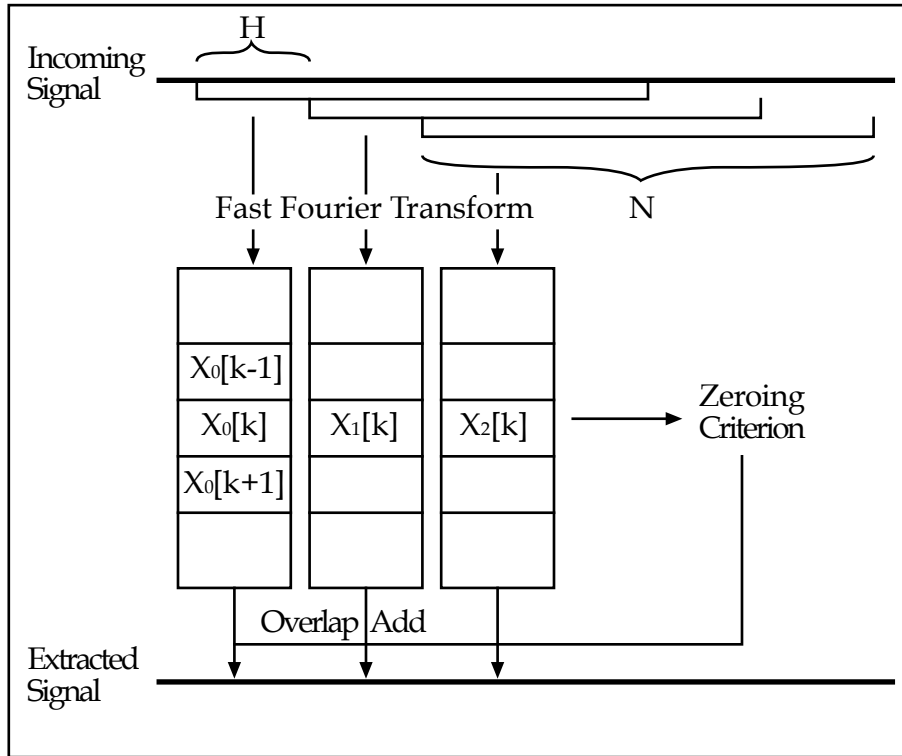 H
Incoming
Signal
N
Fast Fourier Transform
X₀[k-1]
X₀[k] X₁[k] X₂[k]
X₀[k+1]
Zeroing
Criterion
Overlap Add
Extracted
Signal